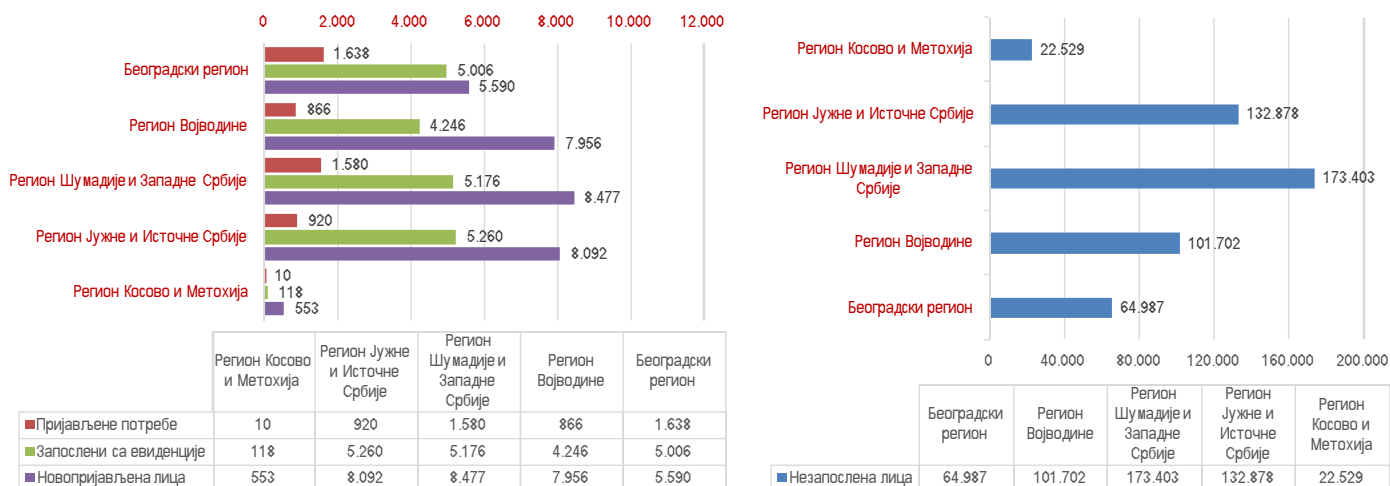 0 2.000 4.000 6.000 8.000 10.000 12.000
Београдски регион
1.638
5.006
5.590
Регион Војводине
866
4.246
7.956
Регион Шумадије и Западне Србије
1.580
5.176
8.477
Регион Јужне и Источне Србије
920
5.260
8.092
Регион Косово и Метохија
10
118
553
Регион Косово
и Метохија
Регион Јужне
и Источне
Србије
Регион
Шумадије и
Западне
Србије
Регион
Војводине
Београдски
регион
Пријављене потребе 10 920 1.580 866 1.638
Запослени са евиденције 118 5.260 5.176 4.246 5.006
Новопријављена лица 553 8.092 8.477 7.956 5.590
Регион Косово и Метохија
22.529
Регион Јужне и Источне Србије
132.878
Регион Шумадије и Западне
Србије
173.403
Регион Војводине
101.702
Београдски регион
64.987
0 40.000 80.000 120.000 160.000 200.000
Београдски
регион
Регион
Војводине
Регион
Шумадије и
Западне
Србије
Регион
Јужне и
Источне
Србије
Регион
Косово и
Метохија
Незапослена лица 64.987 101.702 173.403 132.878 22.529